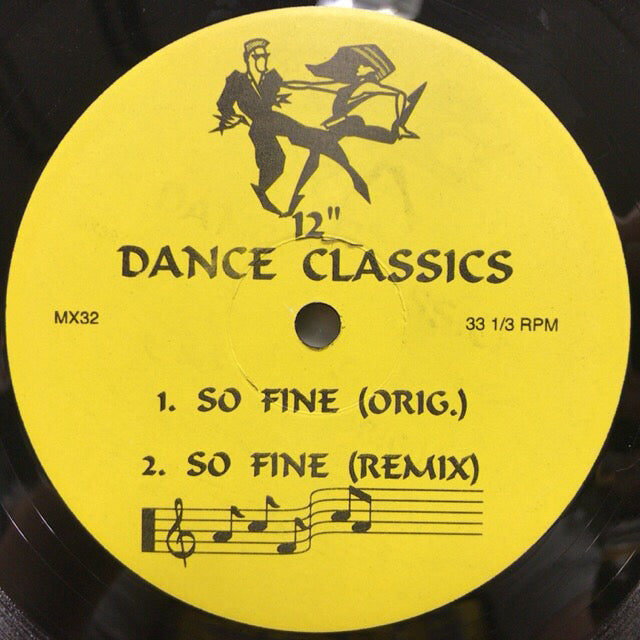 12"
DANCE CLASSICS
MX32
33 1/3 RPM
1. SO FINE (ORIG.)
2. SO FINE (REMIX)